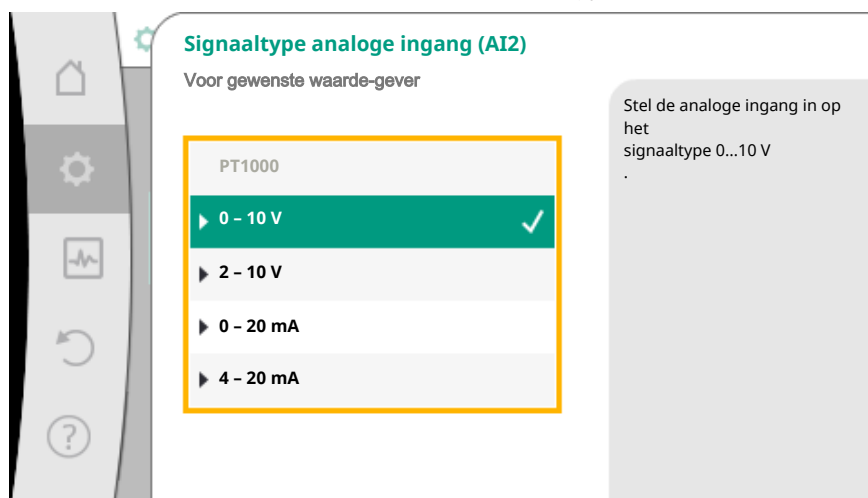 Signaaltype analoge ingang (AI2)
Voor gewenste waarde-gever
PT1000
0 – 10 V
2 – 10 V
0 – 20 mA
4 – 20 mA
Stel de analoge ingang in op
het
signaaltype 0...10 V
.
?